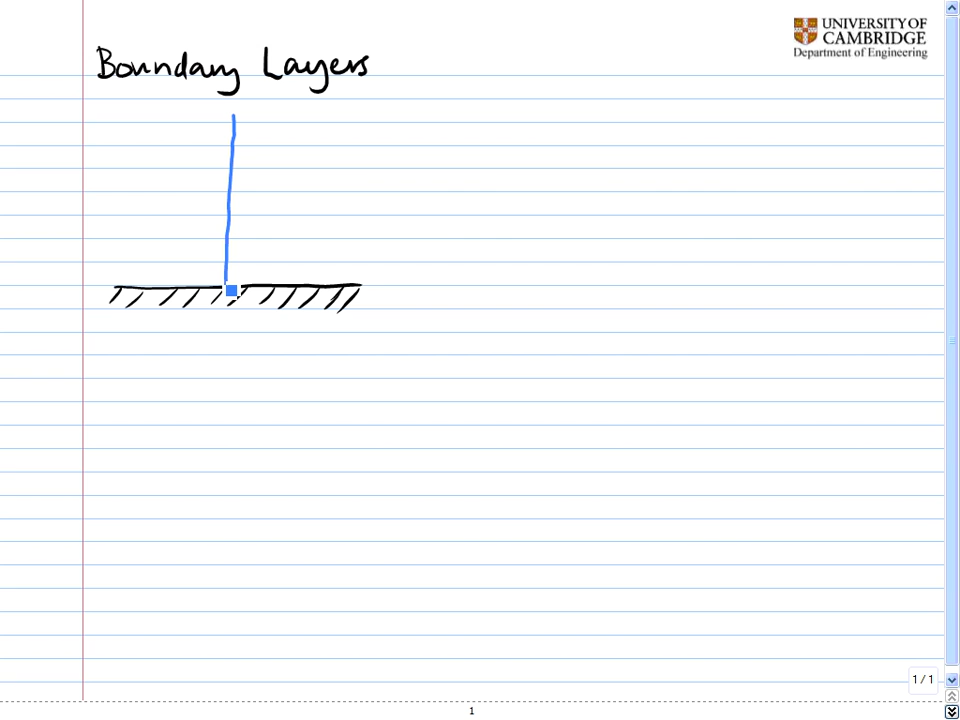 UNIVERSITY OF
CAMBRIDGE
Department of Engineering
Boundary Layers
1 / 1
1